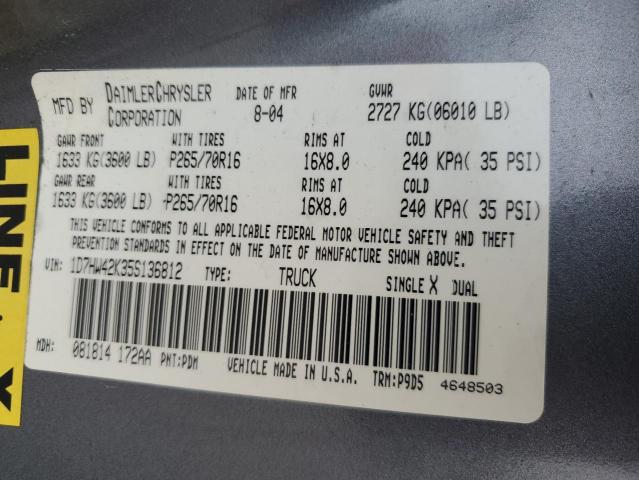 MFD BY DAIMLERCHRYSLER CORPORATION DATE OF MFR 8-04 GVWR 2727 KG(06010 LB)
GAWR FRONT WITH TIRES RIMS AT COLD
1633 KG(3600 LB) P265/70R16 16X8.0 240 KPA( 35 PSI)
GAWR REAR WITH TIRES RIMS AT COLD
1633 KG(3600 LB) P265/70R16 16X8.0 240 KPA( 35 PSI)
THIS VEHICLE CONFORMS TO ALL APPLICABLE FEDERAL MOTOR VEHICLE SAFETY AND THEFT
PREVENTION STANDARDS IN EFFECT ON THE DATE OF MANUFACTURE SHOWN ABOVE.
VIN: 1D7HW42K35S136812 TYPE: TRUCK SINGLE X DUAL
MDH: 081814 172AA PNT:PDM VEHICLE MADE IN U.S.A. TRM:P9D5 4648503
LINE-X